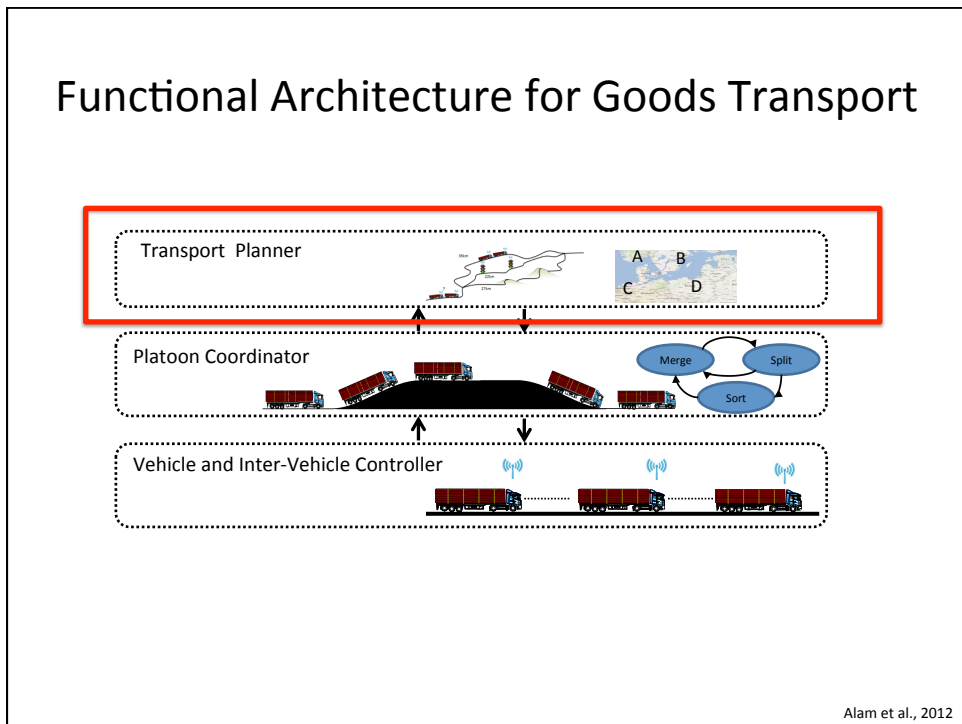 Functional Architecture for Goods Transport
Transport Planner
A
B
C
D
Platoon Coordinator
Merge
Split
Sort
Vehicle and Inter-Vehicle Controller
Alam et al., 2012